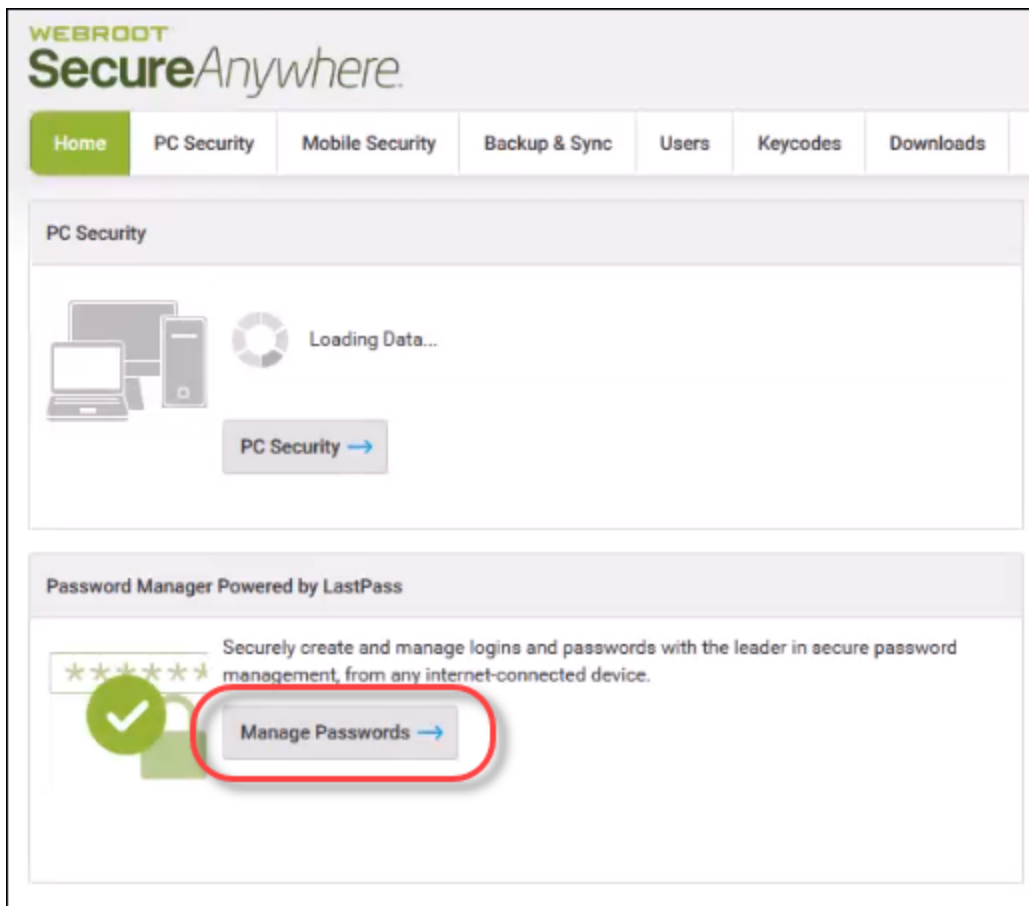 WEBROOT
SecureAnywhere.
Home PC Security Mobile Security Backup & Sync Users Keycodes Downloads
PC Security
Loading Data...
PC Security →
Password Manager Powered by LastPass
Securely create and manage logins and passwords with the leader in secure password
management, from any internet-connected device.
******
Manage Passwords →